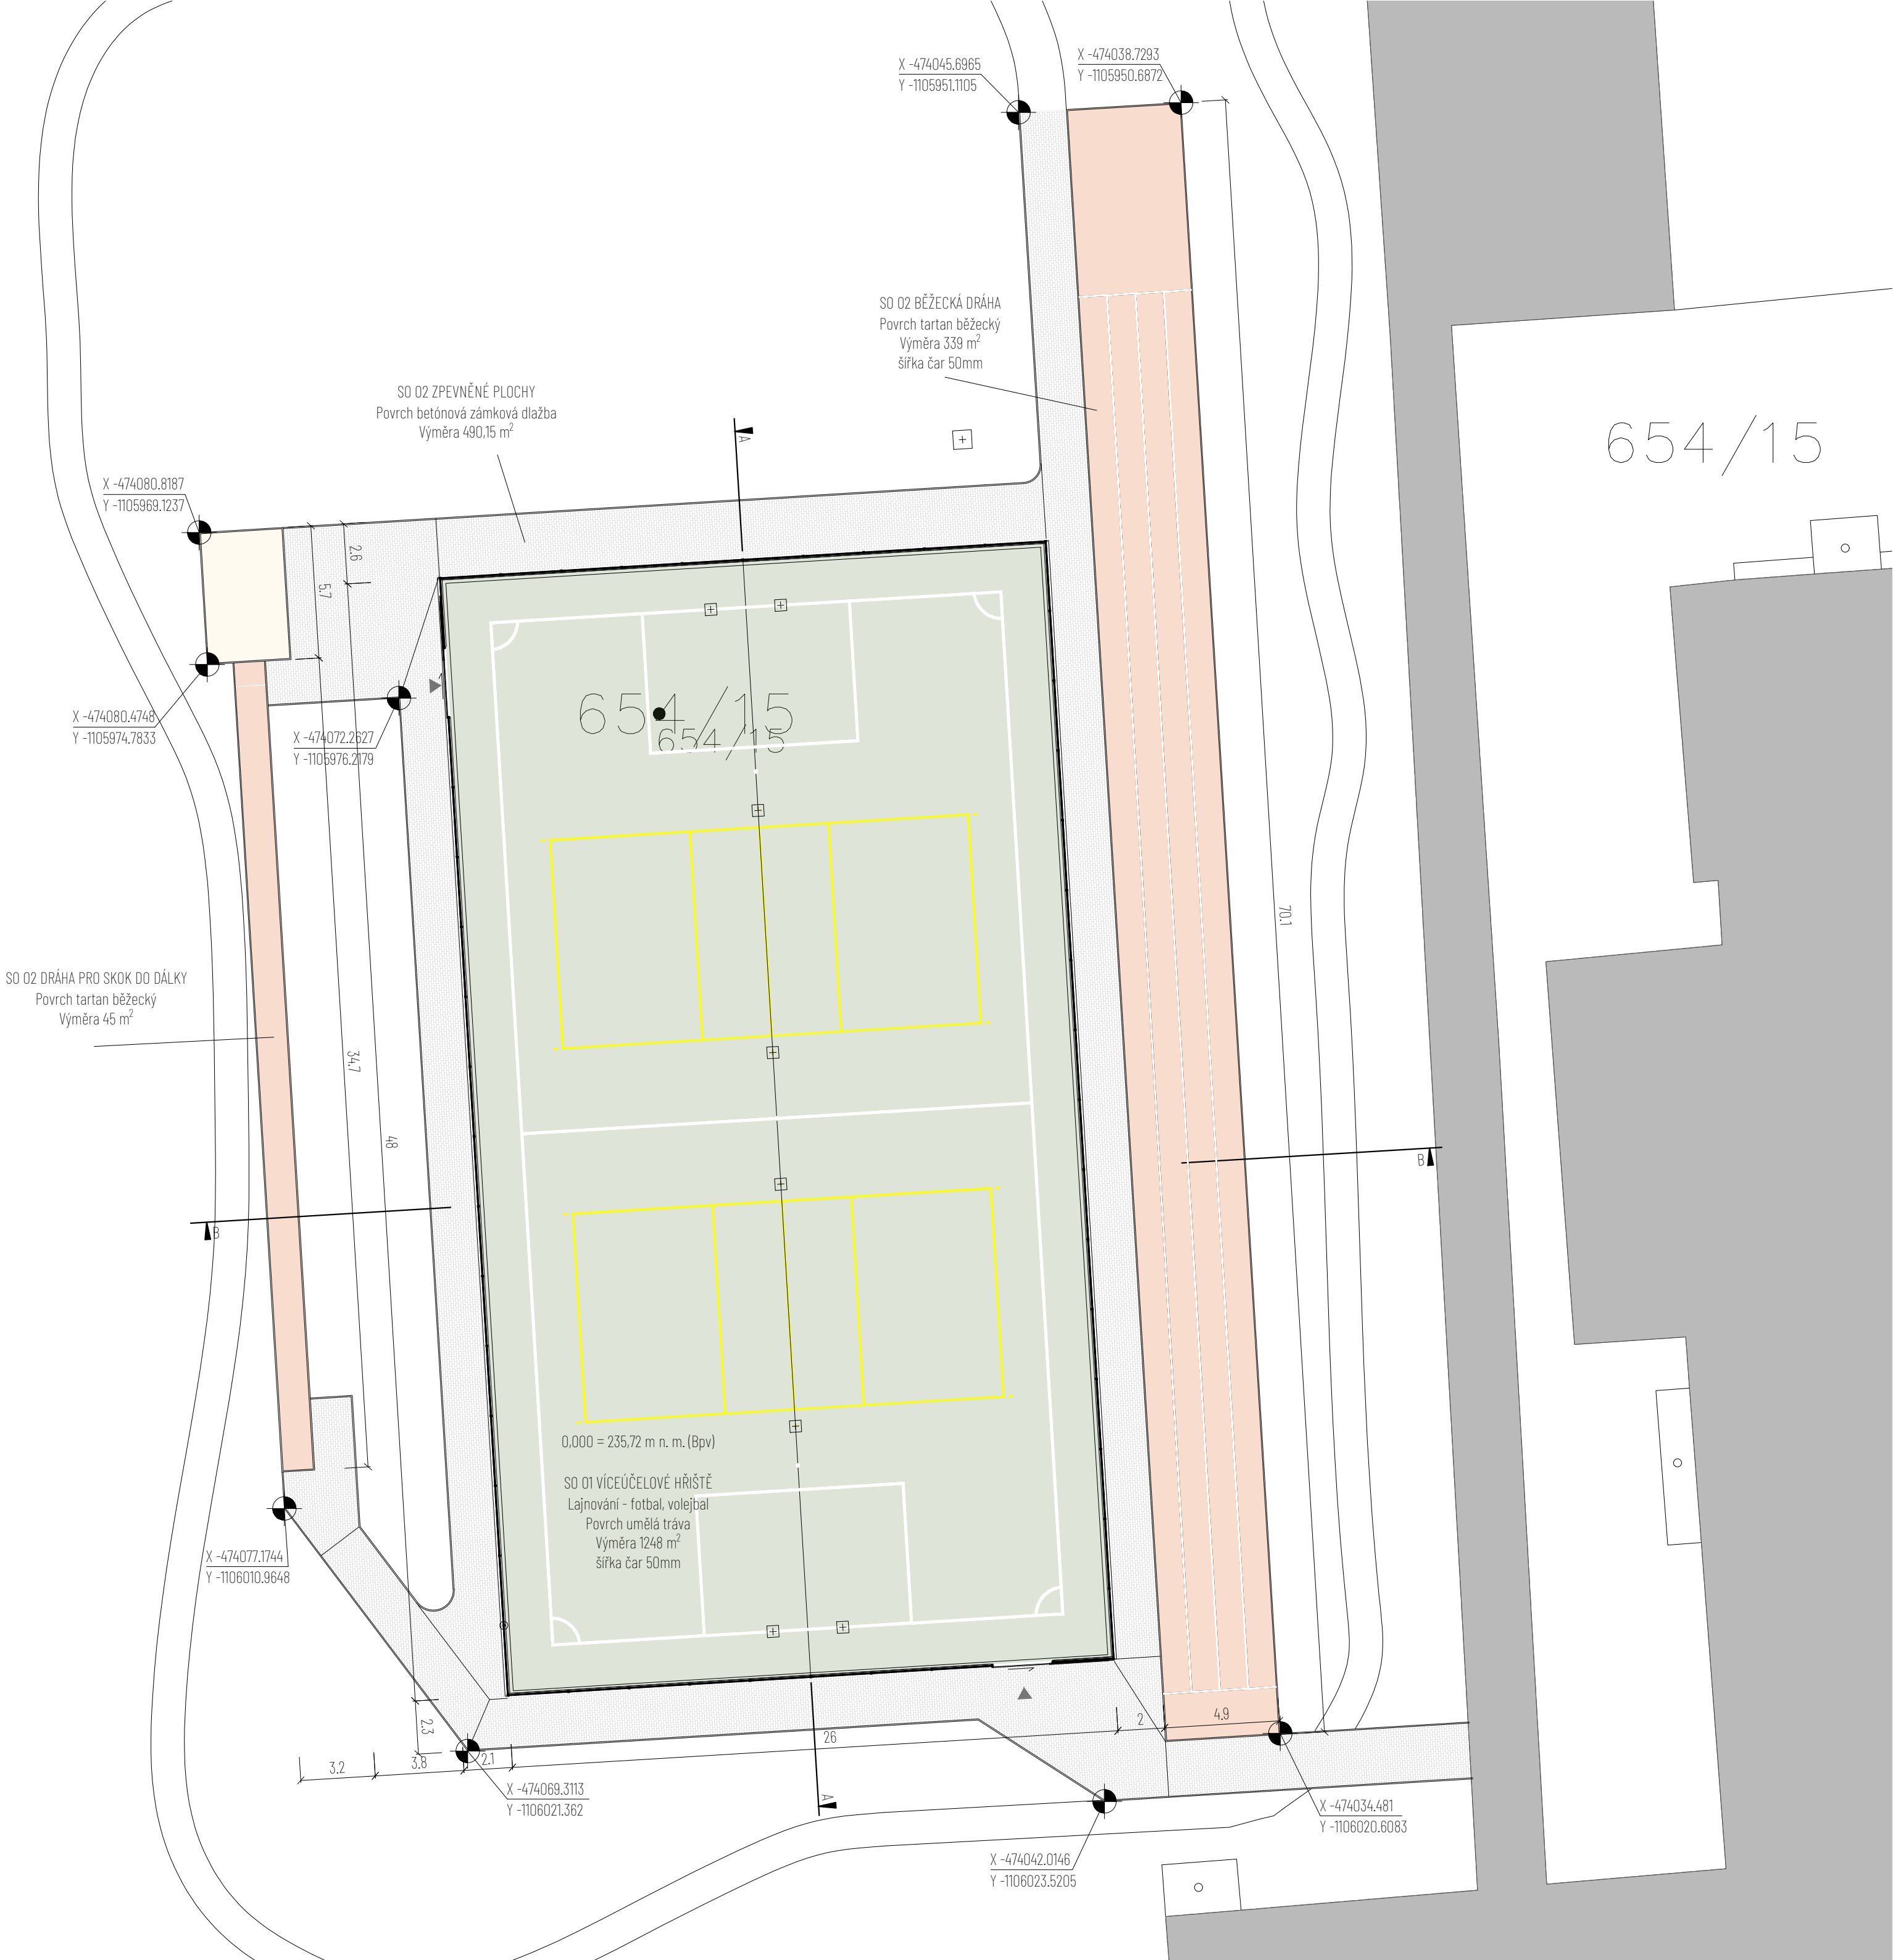 X -474045.6965
Y -1105951.1105
X -474038.7293
Y -1105950.6872
SO 02 BĚŽECKÁ DRÁHA
Povrch tartan běžecký
Výměra 339 m²
šířka čar 50mm
SO 02 ZPEVNĚNÉ PLOCHY
Povrch betónová zámková dlažba
Výměra 490,15 m²
A
654/15
X -474080.8187
Y -1105969.1237
2.6
5.7
654/15
654/15
X -474080.4748
Y -1105974.7833
X -474072.2627
Y -1105976.2179
70.1
SO 02 DRÁHA PRO SKOK DO DÁLKY
Povrch tartan běžecký
Výměra 45 m²
34.7
48
B
B
0,000 = 235,72 m n. m. (Bpv)
SO 01 VÍCEÚČELOVÉ HŘIŠTĚ
Lajnování - fotbal, volejbal
Povrch umělá tráva
Výměra 1248 m²
šířka čar 50mm
X -474077.1744
Y -1106010.9648
2.3
3.2
3.8
2.1
26
2
4.9
X -474069.3113
Y -1106021.362
A
X -474034.481
Y -1106020.6083
X -474042.0146
Y -1106023.5205